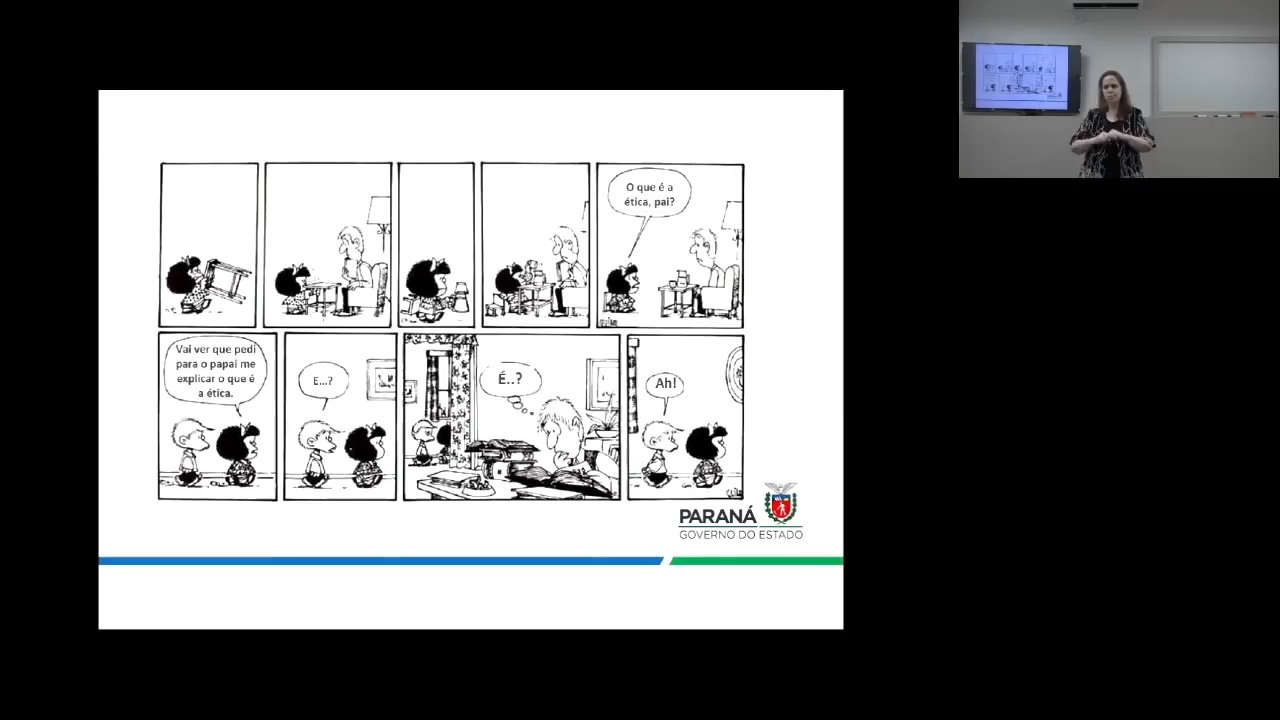 O que é a
ética, pai?
Vai ver que pedi
para o papai me
explicar o que é
a ética.
E...?
É..?
Ah!
PARANÁ
GOVERNO DO ESTADO